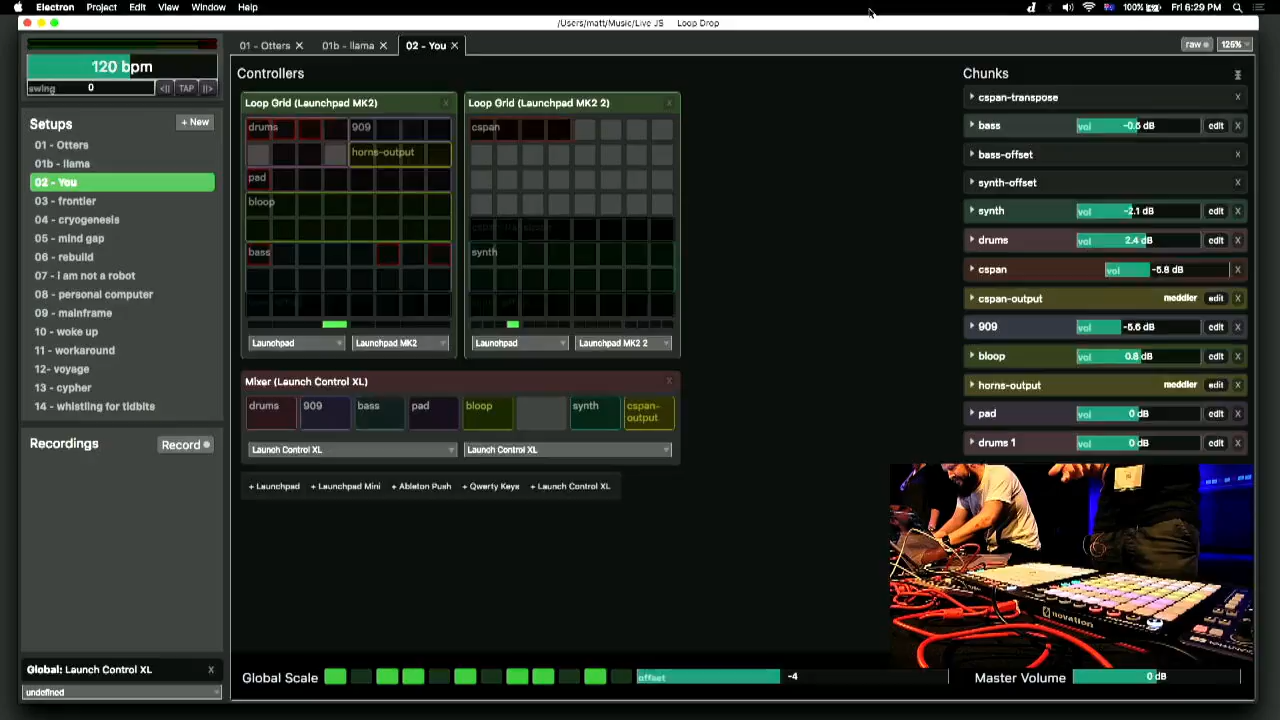 Electron Project Edit View Window Help
100% Fri 6:29 PM
/Users/matt/Music/Live JS Loop Drop
120 bpm
swing 0 TAP
Setups + New
01 - Otters
01b - llama
02 - You
03 - frontier
04 - cryogenesis
05 - mind gap
06 - rebuild
07 - i am not a robot
08 - personal computer
09 - mainframe
10 - woke up
11 - workaround
12- voyage
13 - cypher
14 - whistling for tidbits
Recordings Record
Global: Launch Control XL X
undefined
01 - Otters 01b - llama 02 - You
raw 125%
Controllers
Loop Grid (Launchpad MK2) X
drums 909
horns-output
pad
bloop
bass
Launchpad Launchpad MK2
Loop Grid (Launchpad MK2 2) X
cspan
cspan-transpose
synth
Launchpad Launchpad MK2 2
Mixer (Launch Control XL) X
drums 909 bass pad bloop synth cspan-
output
Launch Control XL Launch Control XL
+ Launchpad + Launchpad Mini + Ableton Push + Qwerty Keys + Launch Control XL
Chunks
cspan-transpose X
bass vol -0.5 dB edit X
bass-offset X
synth-offset X
synth vol -2.1 dB edit X
drums vol 2.4 dB edit X
cspan vol -5.8 dB X
cspan-output meddler edit X
909 vol -5.6 dB edit X
bloop vol 0.8 dB edit X
horns-output meddler edit X
pad vol 0 dB edit X
drums 1 vol 0 dB edit X
novation
Global Scale offset -4
Master Volume 0 dB